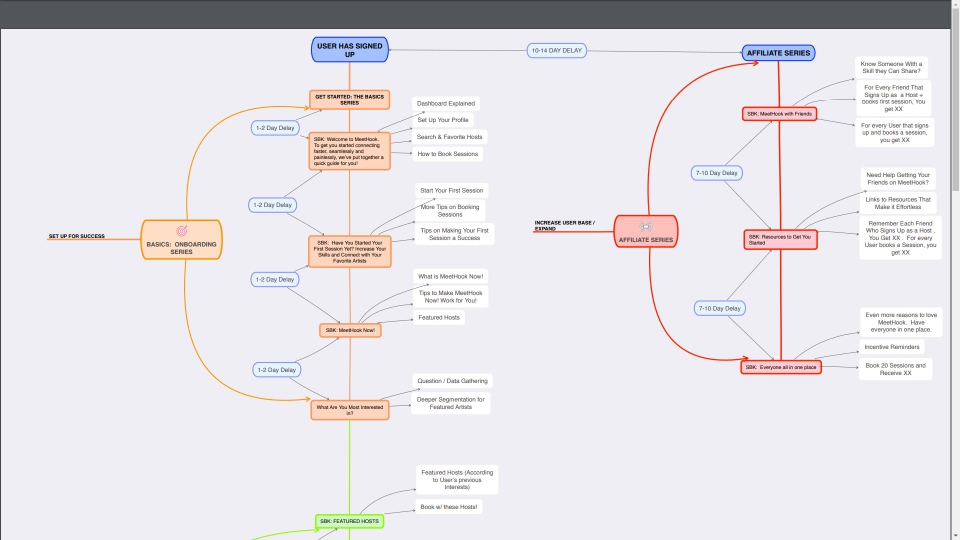 USER HAS SIGNED
UP
10-14 DAY DELAY
AFFILIATE SERIES
GET STARTED: THE BASICS
SERIES
1-2 Day Delay
SBK: Welcome to MeetHook.
To get you started connecting
faster, seamlessly and
painlessly, we've put together a
quick guide for you!
Dashboard Explained
Set Up Your Profile
Search & Favorite Hosts
How to Book Sessions
1-2 Day Delay
Start Your First Session
More Tips on Booking
Sessions
Tips on Making Your First
Session a Success
SET UP FOR SUCCESS
BASICS: ONBOARDING
SERIES
SBK: Have You Started Your
First Session Yet? Increase Your
Skills and Connect with Your
Favorite Artists
1-2 Day Delay
What is MeetHook Now!
Tips to Make MeetHook
Now! Work for You!
Featured Hosts
SBK: MeetHook Now!
1-2 Day Delay
Question / Data Gathering
Deeper Segmentation for
Featured Artists
What Are You Most Interested
in?
Featured Hosts (According
to User's previous
Interests)
Book w/ these Hosts!
SBK: FEATURED HOSTS
Know Someone With a
Skill they Can Share?
For Every Friend That
Signs Up as a Host +
books first session, You
get XX
For every User that signs
up and books a session,
you get XX
SBK: MeetHook with Friends
7-10 Day Delay
Need Help Getting Your
Friends on MeetHook?
Links to Resources That
Make it Effortless
Remember Each Friend
Who Signs Up as a Host ,
You Get XX . For every
User books a Session, you
get XX
INCREASE USER BASE /
EXPAND
AFFILIATE SERIES
SBK: Resources to Get You
Started
7-10 Day Delay
Even more reasons to love
MeetHook. Have
everyone in one place.
Incentive Reminders
Book 20 Sessions and
Receive XX
SBK: Everyone all in one place